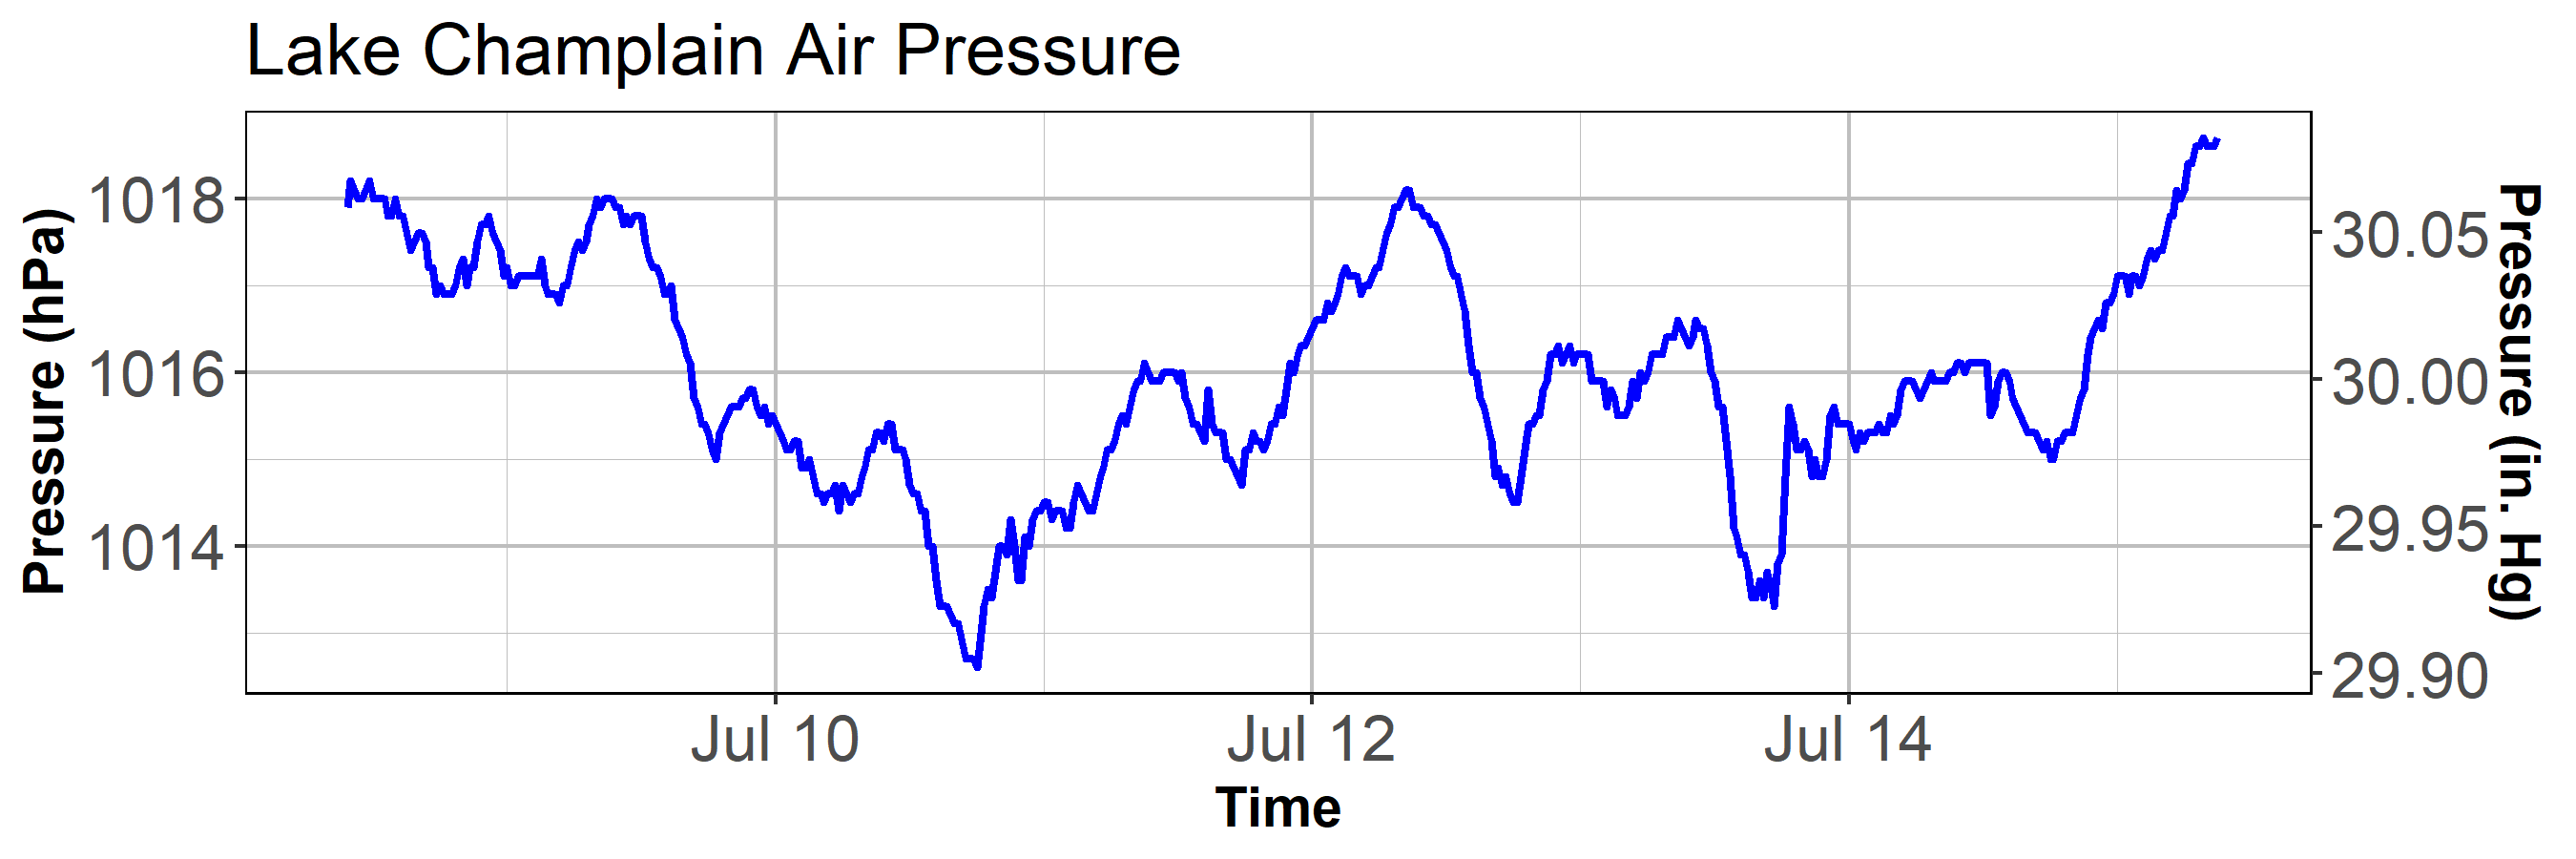 Lake Champlain Air Pressure
Pressure (hPa)
1018
1016
1014
30.05
30.00
29.95
29.90
Pressure (in. Hg)
Jul 10
Jul 12
Jul 14
Time